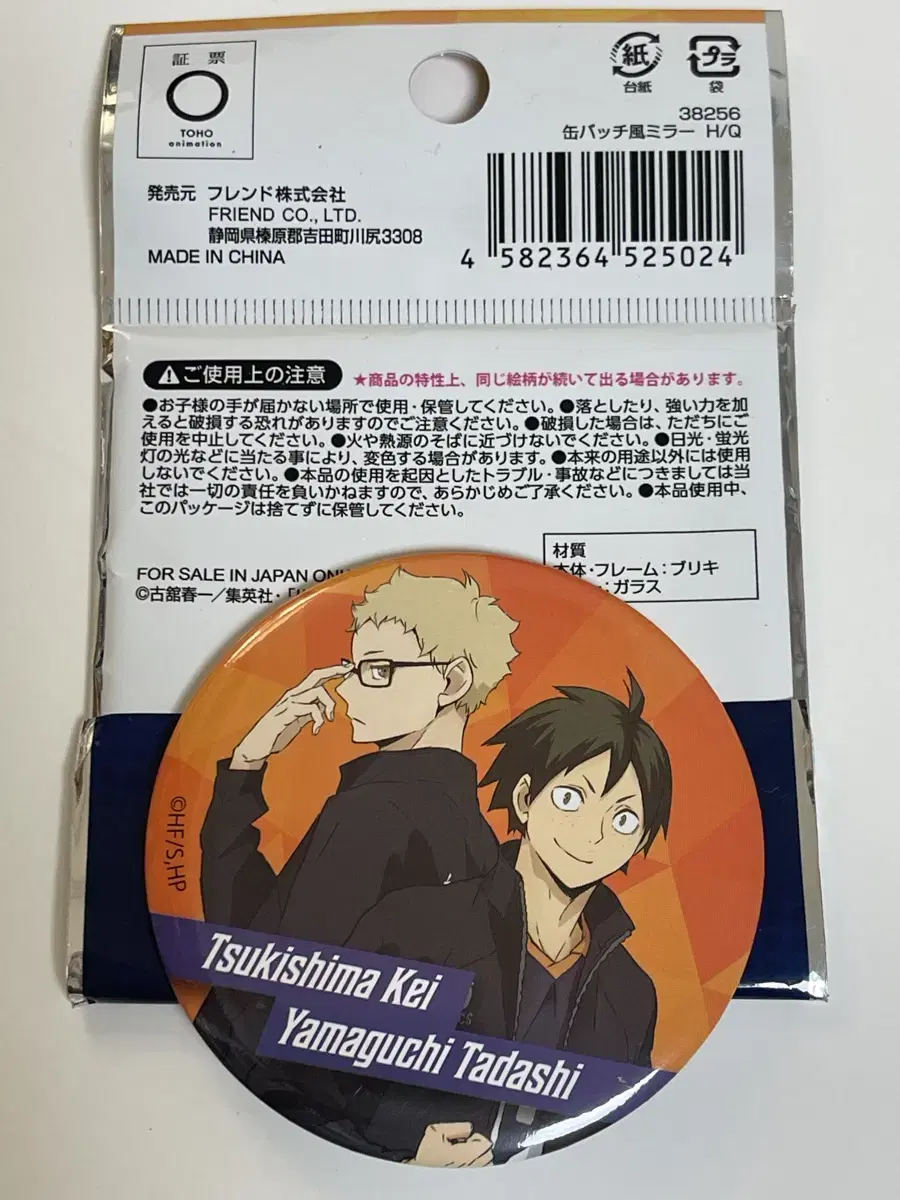 証 票
TOHO
animation
紙
台紙
プラ
袋
38256
缶バッチ風ミラー H/Q
発売元 フレンド株式会社
FRIEND CO., LTD.
静岡県榛原郡吉田町川尻3308
MADE IN CHINA
4 582364 525024
ご使用上の注意
★商品の特性上、同じ絵柄が続いて出る場合があります。
●お子様の手が届かない場所で使用・保管してください。●落としたり、強い力を加
えると破損する恐れがありますのでご注意ください。●破損した場合は、ただちにご
使用を中止してください。●火や熱源のそばに近づけないでください。●日光・蛍光
灯の光などに当たる事により、変色する場合があります。●本来の用途以外には使用
しないでください。●本品の使用を起因としたトラブル・事故などにつきましては当
社では一切の責任を負いかねますので、あらかじめご了承ください。●本品使用中、
このパッケージは捨てずに保管してください。
材質
本体・フレーム：ブリキ
：ガラス
FOR SALE IN JAPAN
©古舘春一／集英社・
©HF/S,HP
Tsukishima Kei
Yamaguchi Tadashi